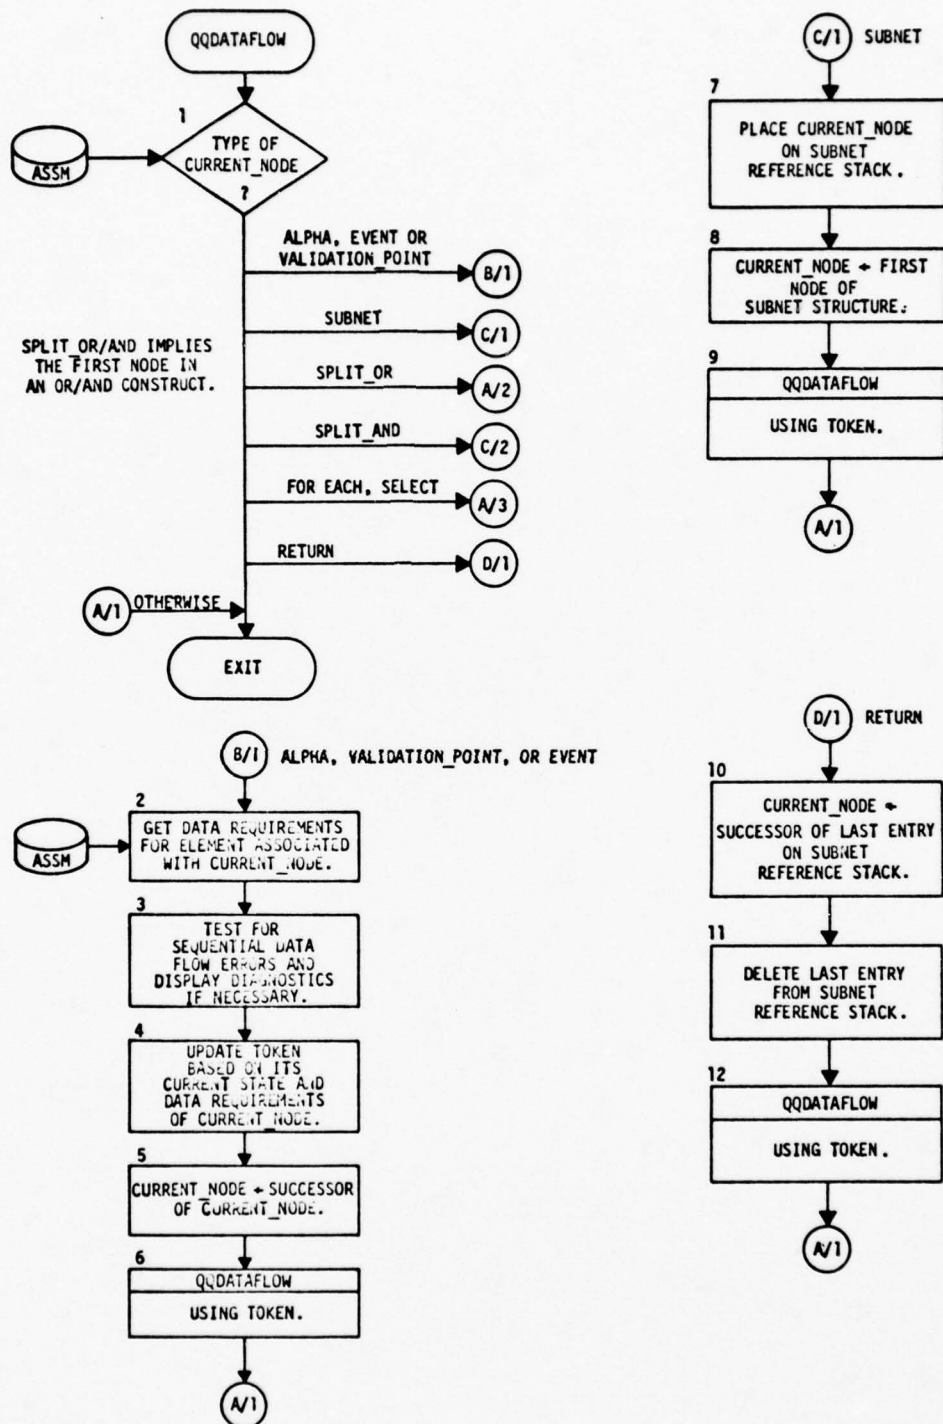 QQDATAFLOW
1
TYPE OF
CURRENT_NODE
?
ASSM
ALPHA, EVENT OR
VALIDATION_POINT
B/1
SUBNET
C/1
SPLIT_OR/AND IMPLIES
THE FIRST NODE IN
AN OR/AND CONSTRUCT.
SPLIT_OR
A/2
SPLIT_AND
C/2
FOR EACH, SELECT
A/3
RETURN
D/1
A/1
OTHERWISE
EXIT
B/1
ALPHA, VALIDATION_POINT, OR EVENT
2
GET DATA REQUIREMENTS
FOR ELEMENT ASSOCIATED
WITH CURRENT_NODE.
ASSM
3
TEST FOR
SEQUENTIAL DATA
FLOW ERRORS AND
DISPLAY DIAGNOSTICS
IF NECESSARY.
4
UPDATE TOKEN
BASED ON ITS
CURRENT STATE AND
DATA REQUIREMENTS
OF CURRENT_NODE.
5
CURRENT_NODE ← SUCCESSOR
OF CURRENT_NODE.
6
QQDATAFLOW
USING TOKEN.
A/1
C/1
SUBNET
7
PLACE CURRENT_NODE
ON SUBNET
REFERENCE STACK.
8
CURRENT_NODE ← FIRST
NODE OF
SUBNET STRUCTURE.
9
QQDATAFLOW
USING TOKEN.
A/1
D/1
RETURN
10
CURRENT_NODE ←
SUCCESSOR OF LAST ENTRY
ON SUBNET
REFERENCE STACK.
11
DELETE LAST ENTRY
FROM SUBNET
REFERENCE STACK.
12
QQDATAFLOW
USING TOKEN.
A/1